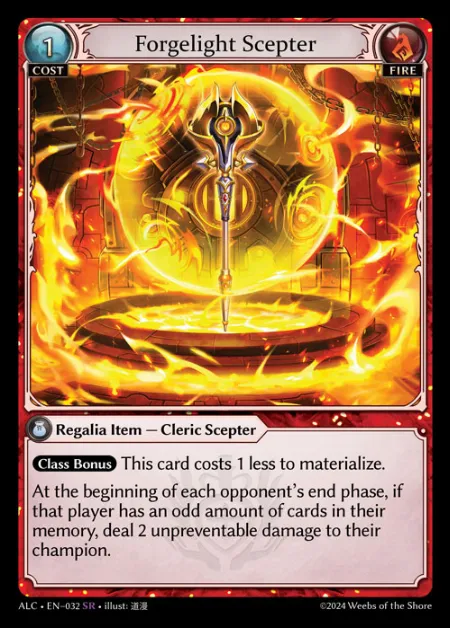 1
Forgelight Scepter
COST
FIRE
Regalia Item — Cleric Scepter
Class Bonus This card costs 1 less to materialize.
At the beginning of each opponent's end phase, if
that player has an odd amount of cards in their
memory, deal 2 unpreventable damage to their
champion.
ALC • EN–032 SR • illust: 道漫
©2024 Weebs of the Shore